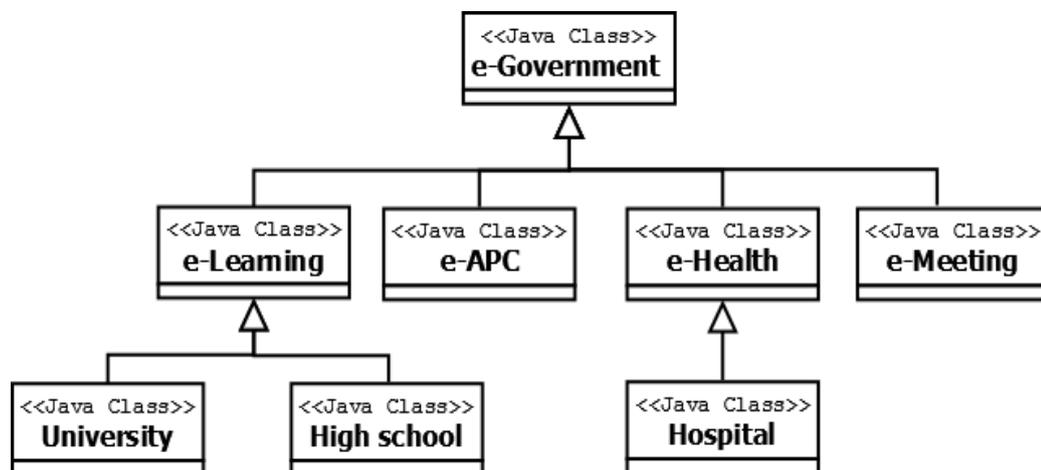 <<Java Class>>
e-Government
<<Java Class>>
e-Learning
<<Java Class>>
e-APC
<<Java Class>>
e-Health
<<Java Class>>
e-Meeting
<<Java Class>>
University
<<Java Class>>
High school
<<Java Class>>
Hospital